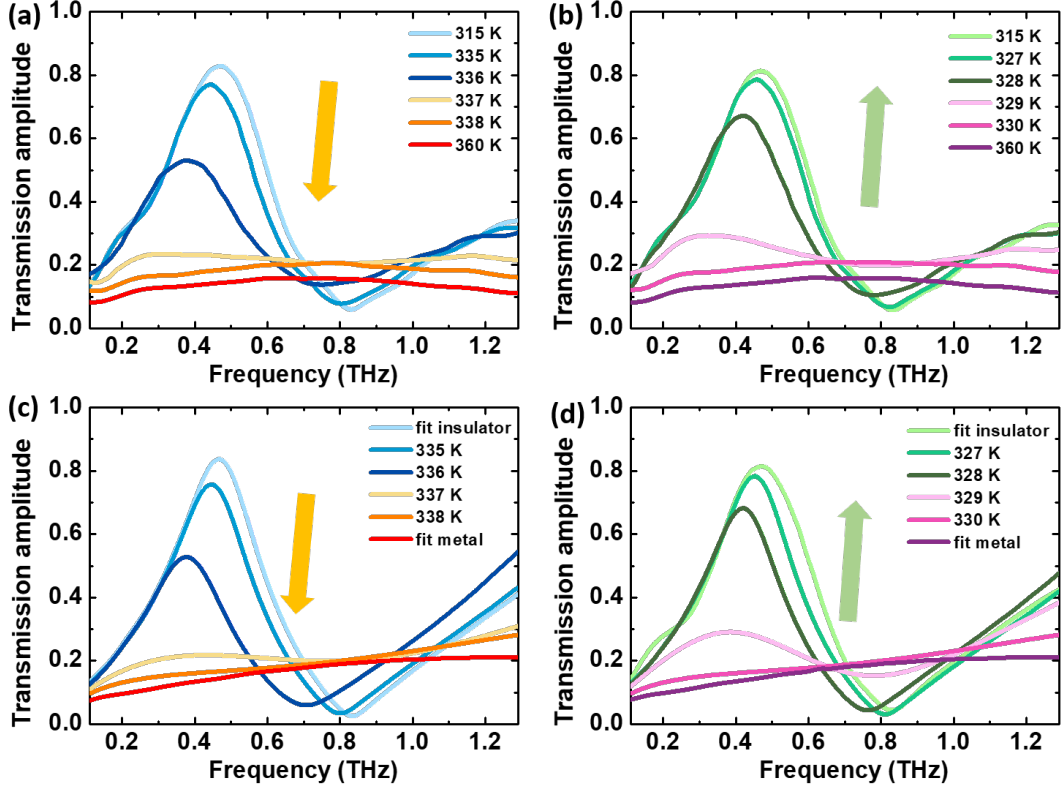 (a)
1.0
0.8
0.6
0.4
0.2
0.0
Transmission amplitude
315 K
335 K
336 K
337 K
338 K
360 K
0.2 0.4 0.6 0.8 1.0 1.2
Frequency (THz)
(b)
1.0
0.8
0.6
0.4
0.2
0.0
Transmission amplitude
315 K
327 K
328 K
329 K
330 K
360 K
0.2 0.4 0.6 0.8 1.0 1.2
Frequency (THz)
(c)
1.0
0.8
0.6
0.4
0.2
0.0
Transmission amplitude
fit insulator
335 K
336 K
337 K
338 K
fit metal
0.2 0.4 0.6 0.8 1.0 1.2
Frequency (THz)
(d)
1.0
0.8
0.6
0.4
0.2
0.0
Transmission amplitude
fit insulator
327 K
328 K
329 K
330 K
fit metal
0.2 0.4 0.6 0.8 1.0 1.2
Frequency (THz)